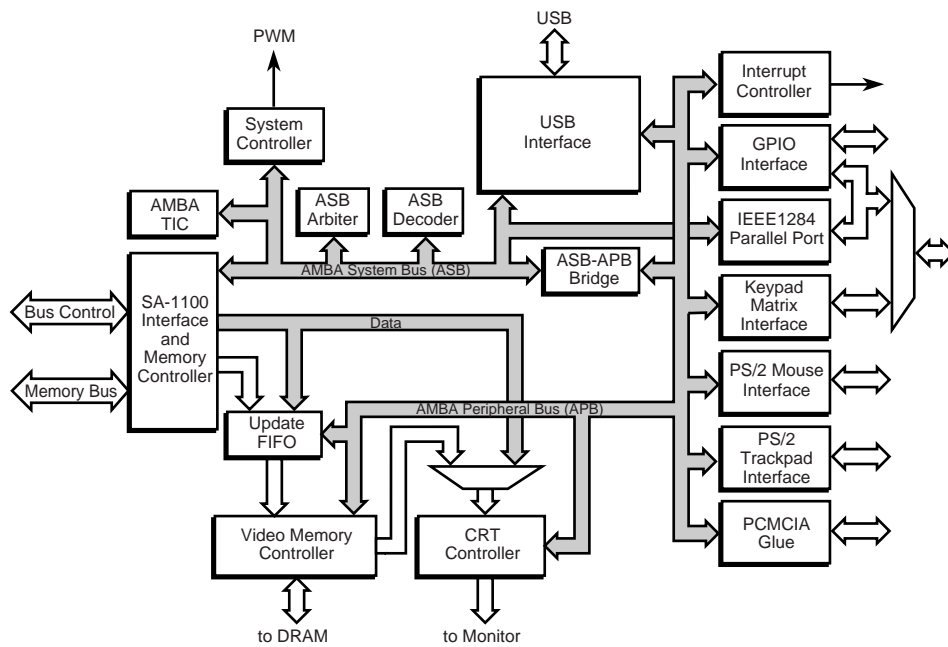 USB
PWM
System
Controller
USB
Interface
Interrupt
Controller
GPIO
Interface
AMBA
TIC
ASB
Arbiter
ASB
Decoder
IEEE1284
Parallel Port
AMBA System Bus (ASB)
ASB-APB
Bridge
SA-1100
Interface
and
Memory
Controller
Bus Control
Memory Bus
Data
Keypad
Matrix
Interface
PS/2 Mouse
Interface
AMBA Peripheral Bus (APB)
Update
FIFO
PS/2
Trackpad
Interface
Video Memory
Controller
CRT
Controller
PCMCIA
Glue
to DRAM
to Monitor